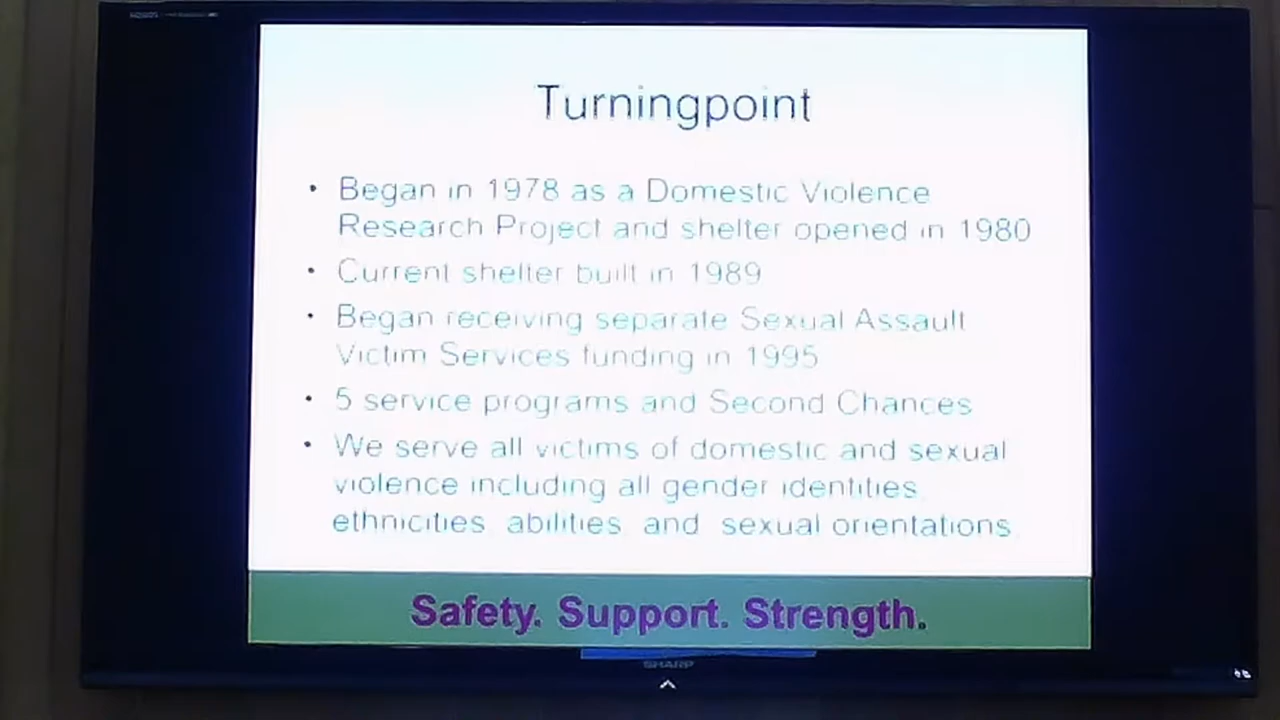 Turningpoint
• Began in 1978 as a Domestic Violence
Research Project and shelter opened in 1980
• Current shelter built in 1989
• Began receiving separate Sexual Assault
Victim Services funding in 1995
• 5 service programs and Second Chances
• We serve all victims of domestic and sexual
violence including all gender identities
ethnicities abilities and sexual orientations
Safety. Support. Strength.
SHARP